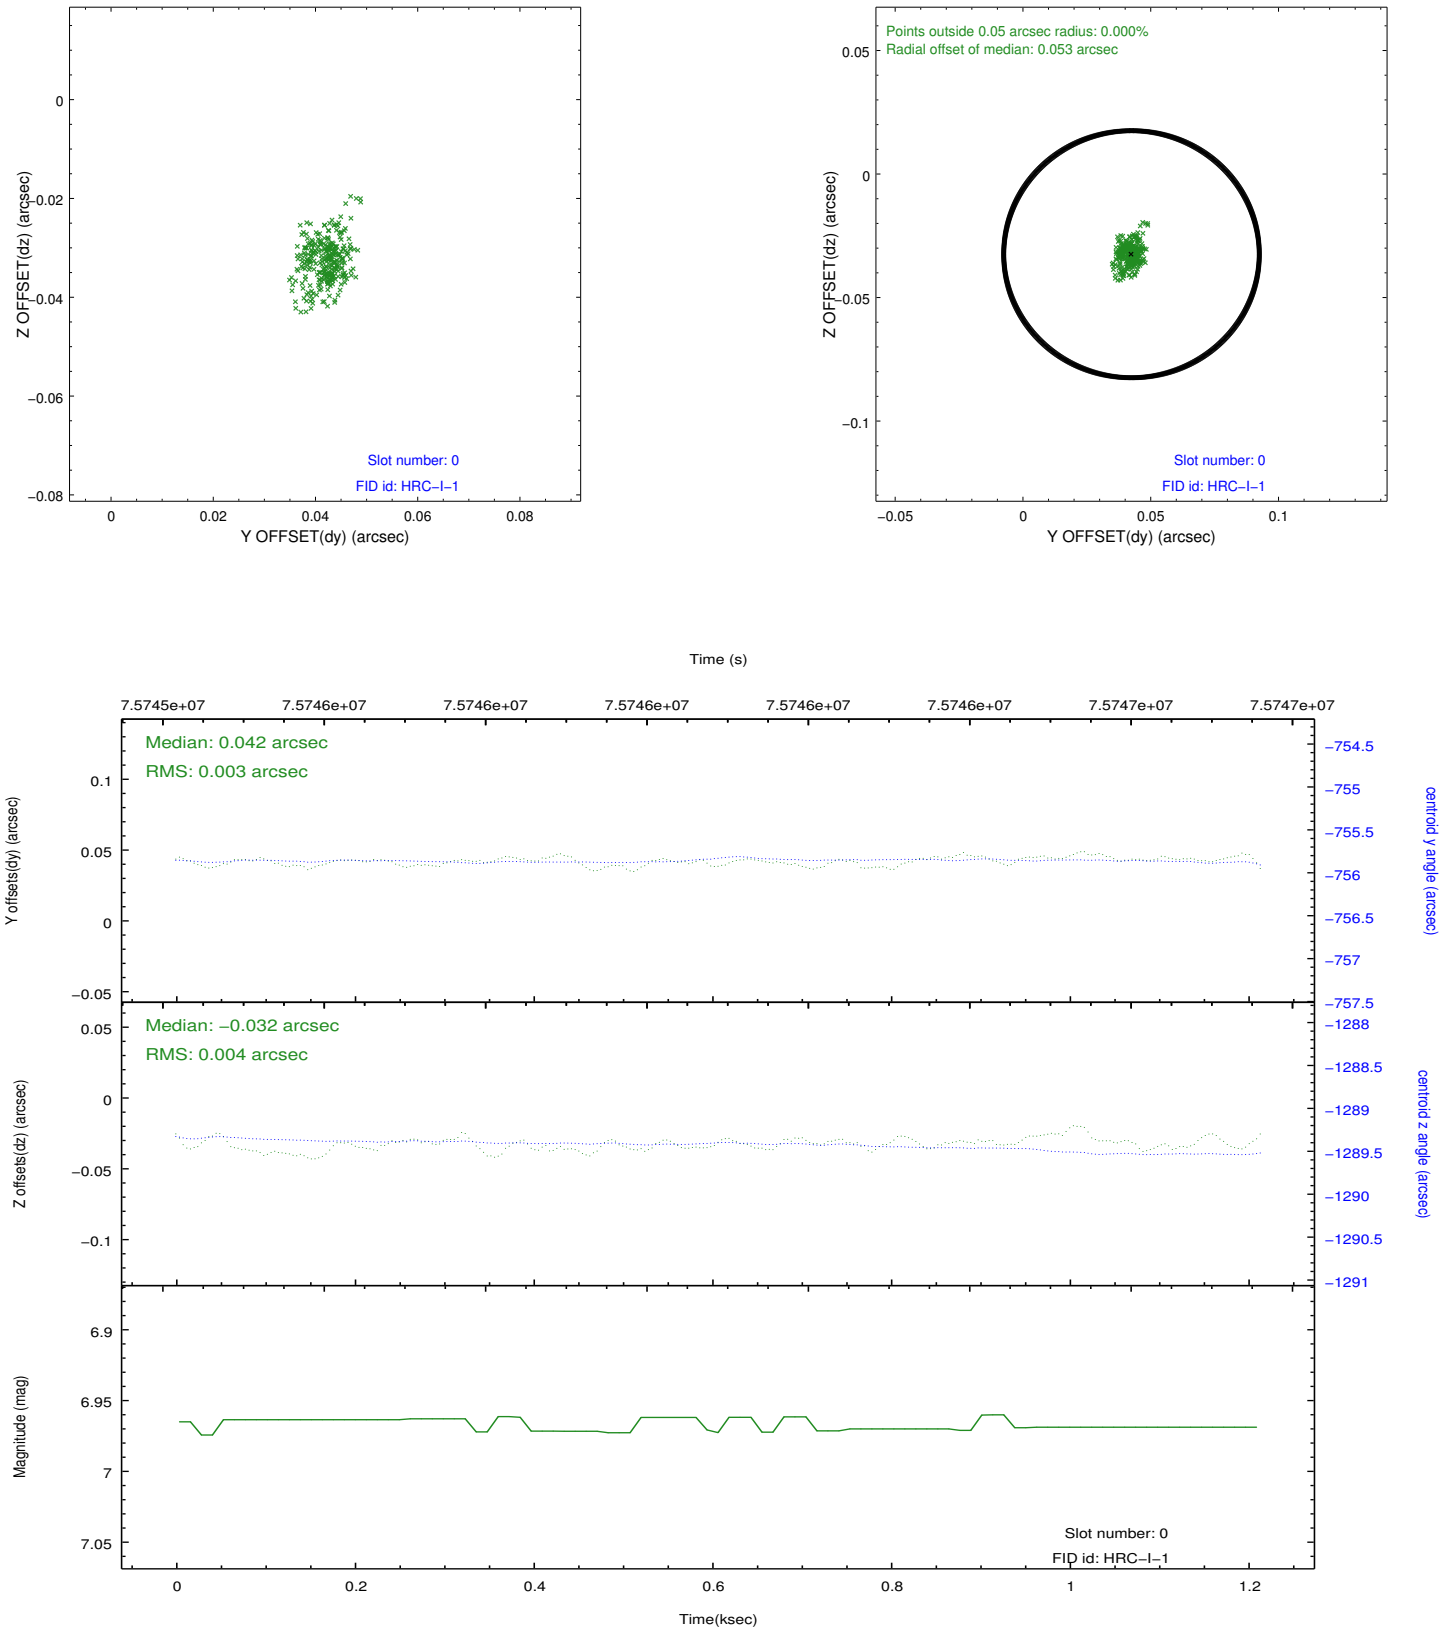 0
−0.02
−0.04
−0.06
−0.08
Z OFFSET(dz) (arcsec)
Slot number: 0
FID id: HRC−I−1
0
0.02
0.04
0.06
0.08
Y OFFSET(dy) (arcsec)
Points outside 0.05 arcsec radius: 0.000%
Radial offset of median: 0.053 arcsec
0.05
0
−0.05
−0.1
Z OFFSET(dz) (arcsec)
Slot number: 0
FID id: HRC−I−1
−0.05
0
0.05
0.1
Y OFFSET(dy) (arcsec)
Time (s)
7.5745e+07
7.5746e+07
7.5746e+07
7.5746e+07
7.5746e+07
7.5746e+07
7.5747e+07
7.5747e+07
Median: 0.042 arcsec
RMS: 0.003 arcsec
0.1
0.05
0
−0.05
Y offsets(dy) (arcsec)
−754.5
−755
−755.5
−756
−756.5
−757
−757.5
centroid y angle (arcsec)
Median: −0.032 arcsec
RMS: 0.004 arcsec
0.05
0
−0.05
−0.1
Z offsets(dz) (arcsec)
−1288
−1288.5
−1289
−1289.5
−1290
−1290.5
−1291
centroid z angle (arcsec)
6.9
6.95
7
7.05
Magnitude (mag)
Slot number: 0
FID id: HRC−I−1
0
0.2
0.4
0.6
0.8
1
1.2
Time(ksec)